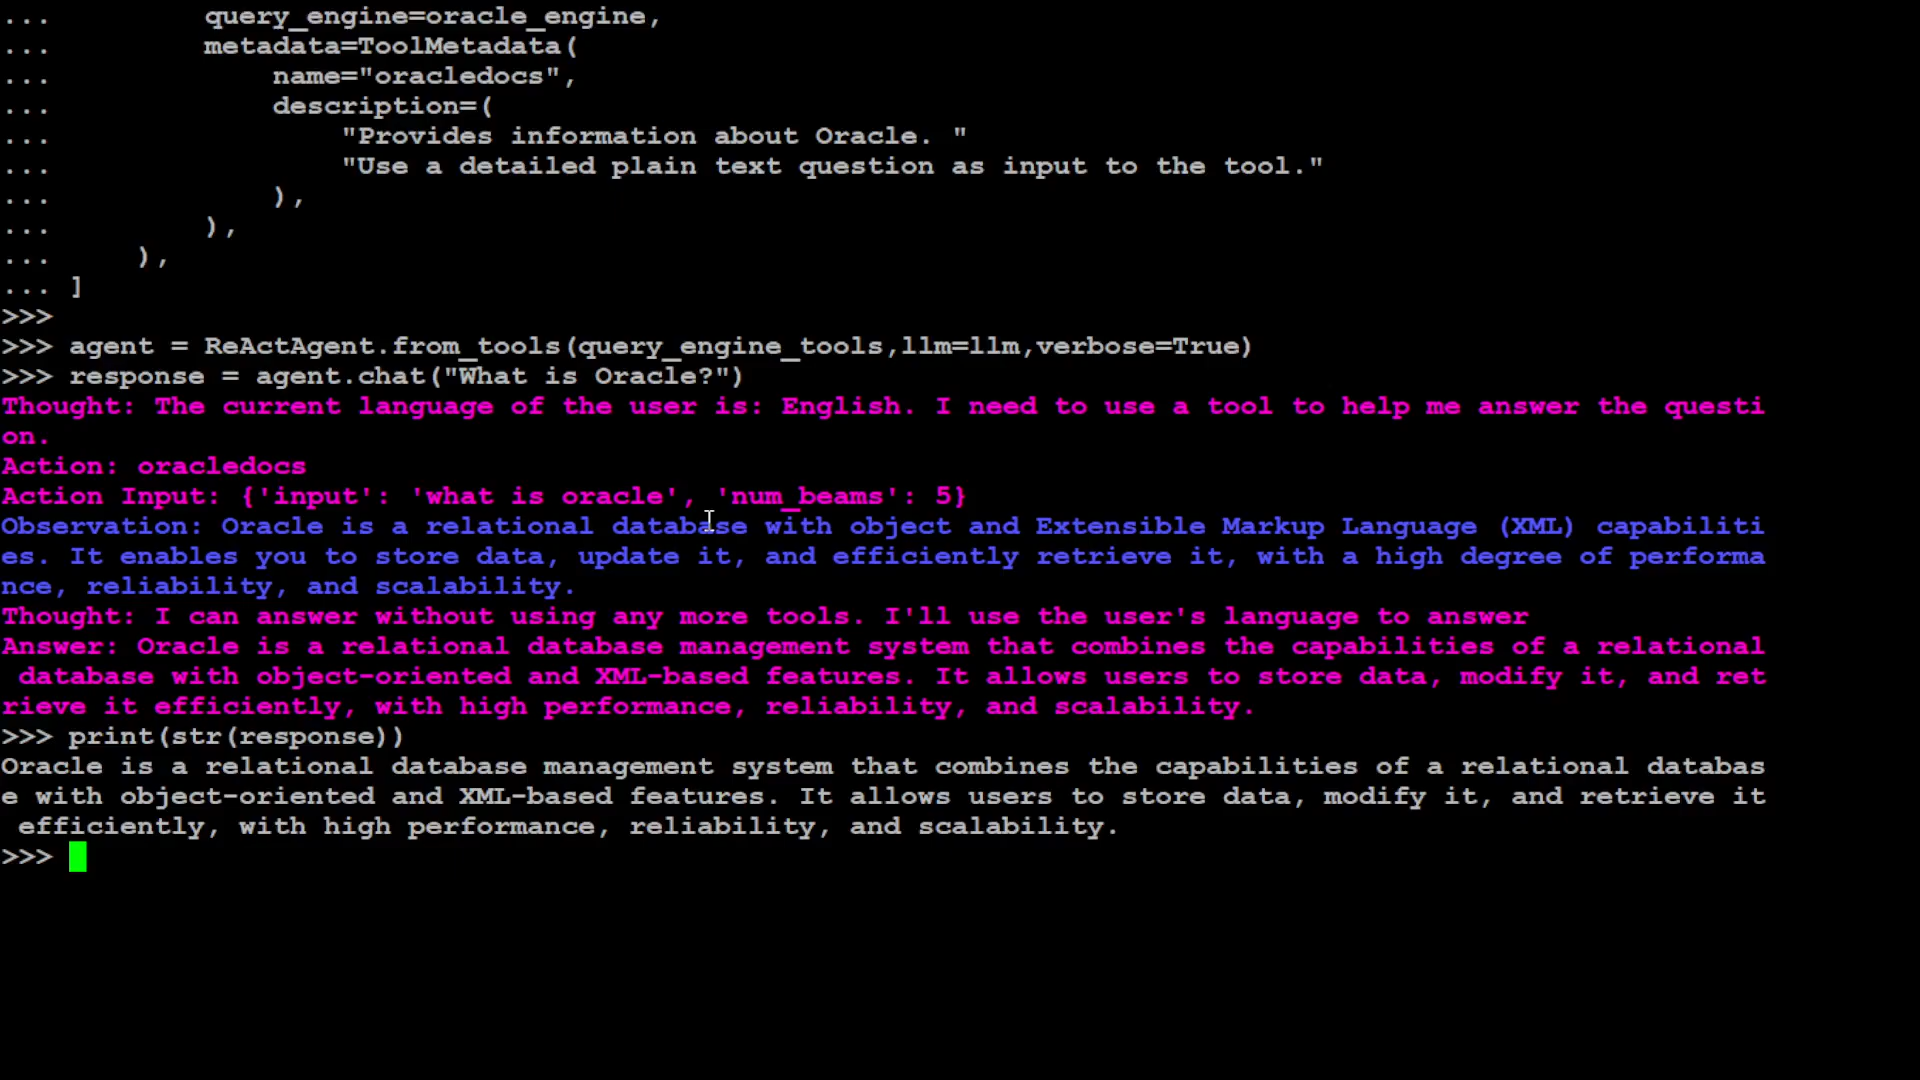 ...         query_engine=oracle_engine,
...         metadata=ToolMetadata(
...             name="oracledocs",
...             description=(
...                 "Provides information about Oracle. "
...                 "Use a detailed plain text question as input to the tool."
...             ),
...         ),
...     ),
... ]
>>>
>>> agent = ReActAgent.from_tools(query_engine_tools,llm=llm,verbose=True)
>>> response = agent.chat("What is Oracle?")
Thought: The current language of the user is: English. I need to use a tool to help me answer the questi
on.
Action: oracledocs
Action Input: {'input': 'what is oracle', 'num_beams': 5}
Observation: Oracle is a relational database with object and Extensible Markup Language (XML) capabiliti
es. It enables you to store data, update it, and efficiently retrieve it, with a high degree of performa
nce, reliability, and scalability.
Thought: I can answer without using any more tools. I'll use the user's language to answer
Answer: Oracle is a relational database management system that combines the capabilities of a relational
 database with object-oriented and XML-based features. It allows users to store data, modify it, and ret
rieve it efficiently, with high performance, reliability, and scalability.
>>> print(str(response))
Oracle is a relational database management system that combines the capabilities of a relational databas
e with object-oriented and XML-based features. It allows users to store data, modify it, and retrieve it
 efficiently, with high performance, reliability, and scalability.
>>>